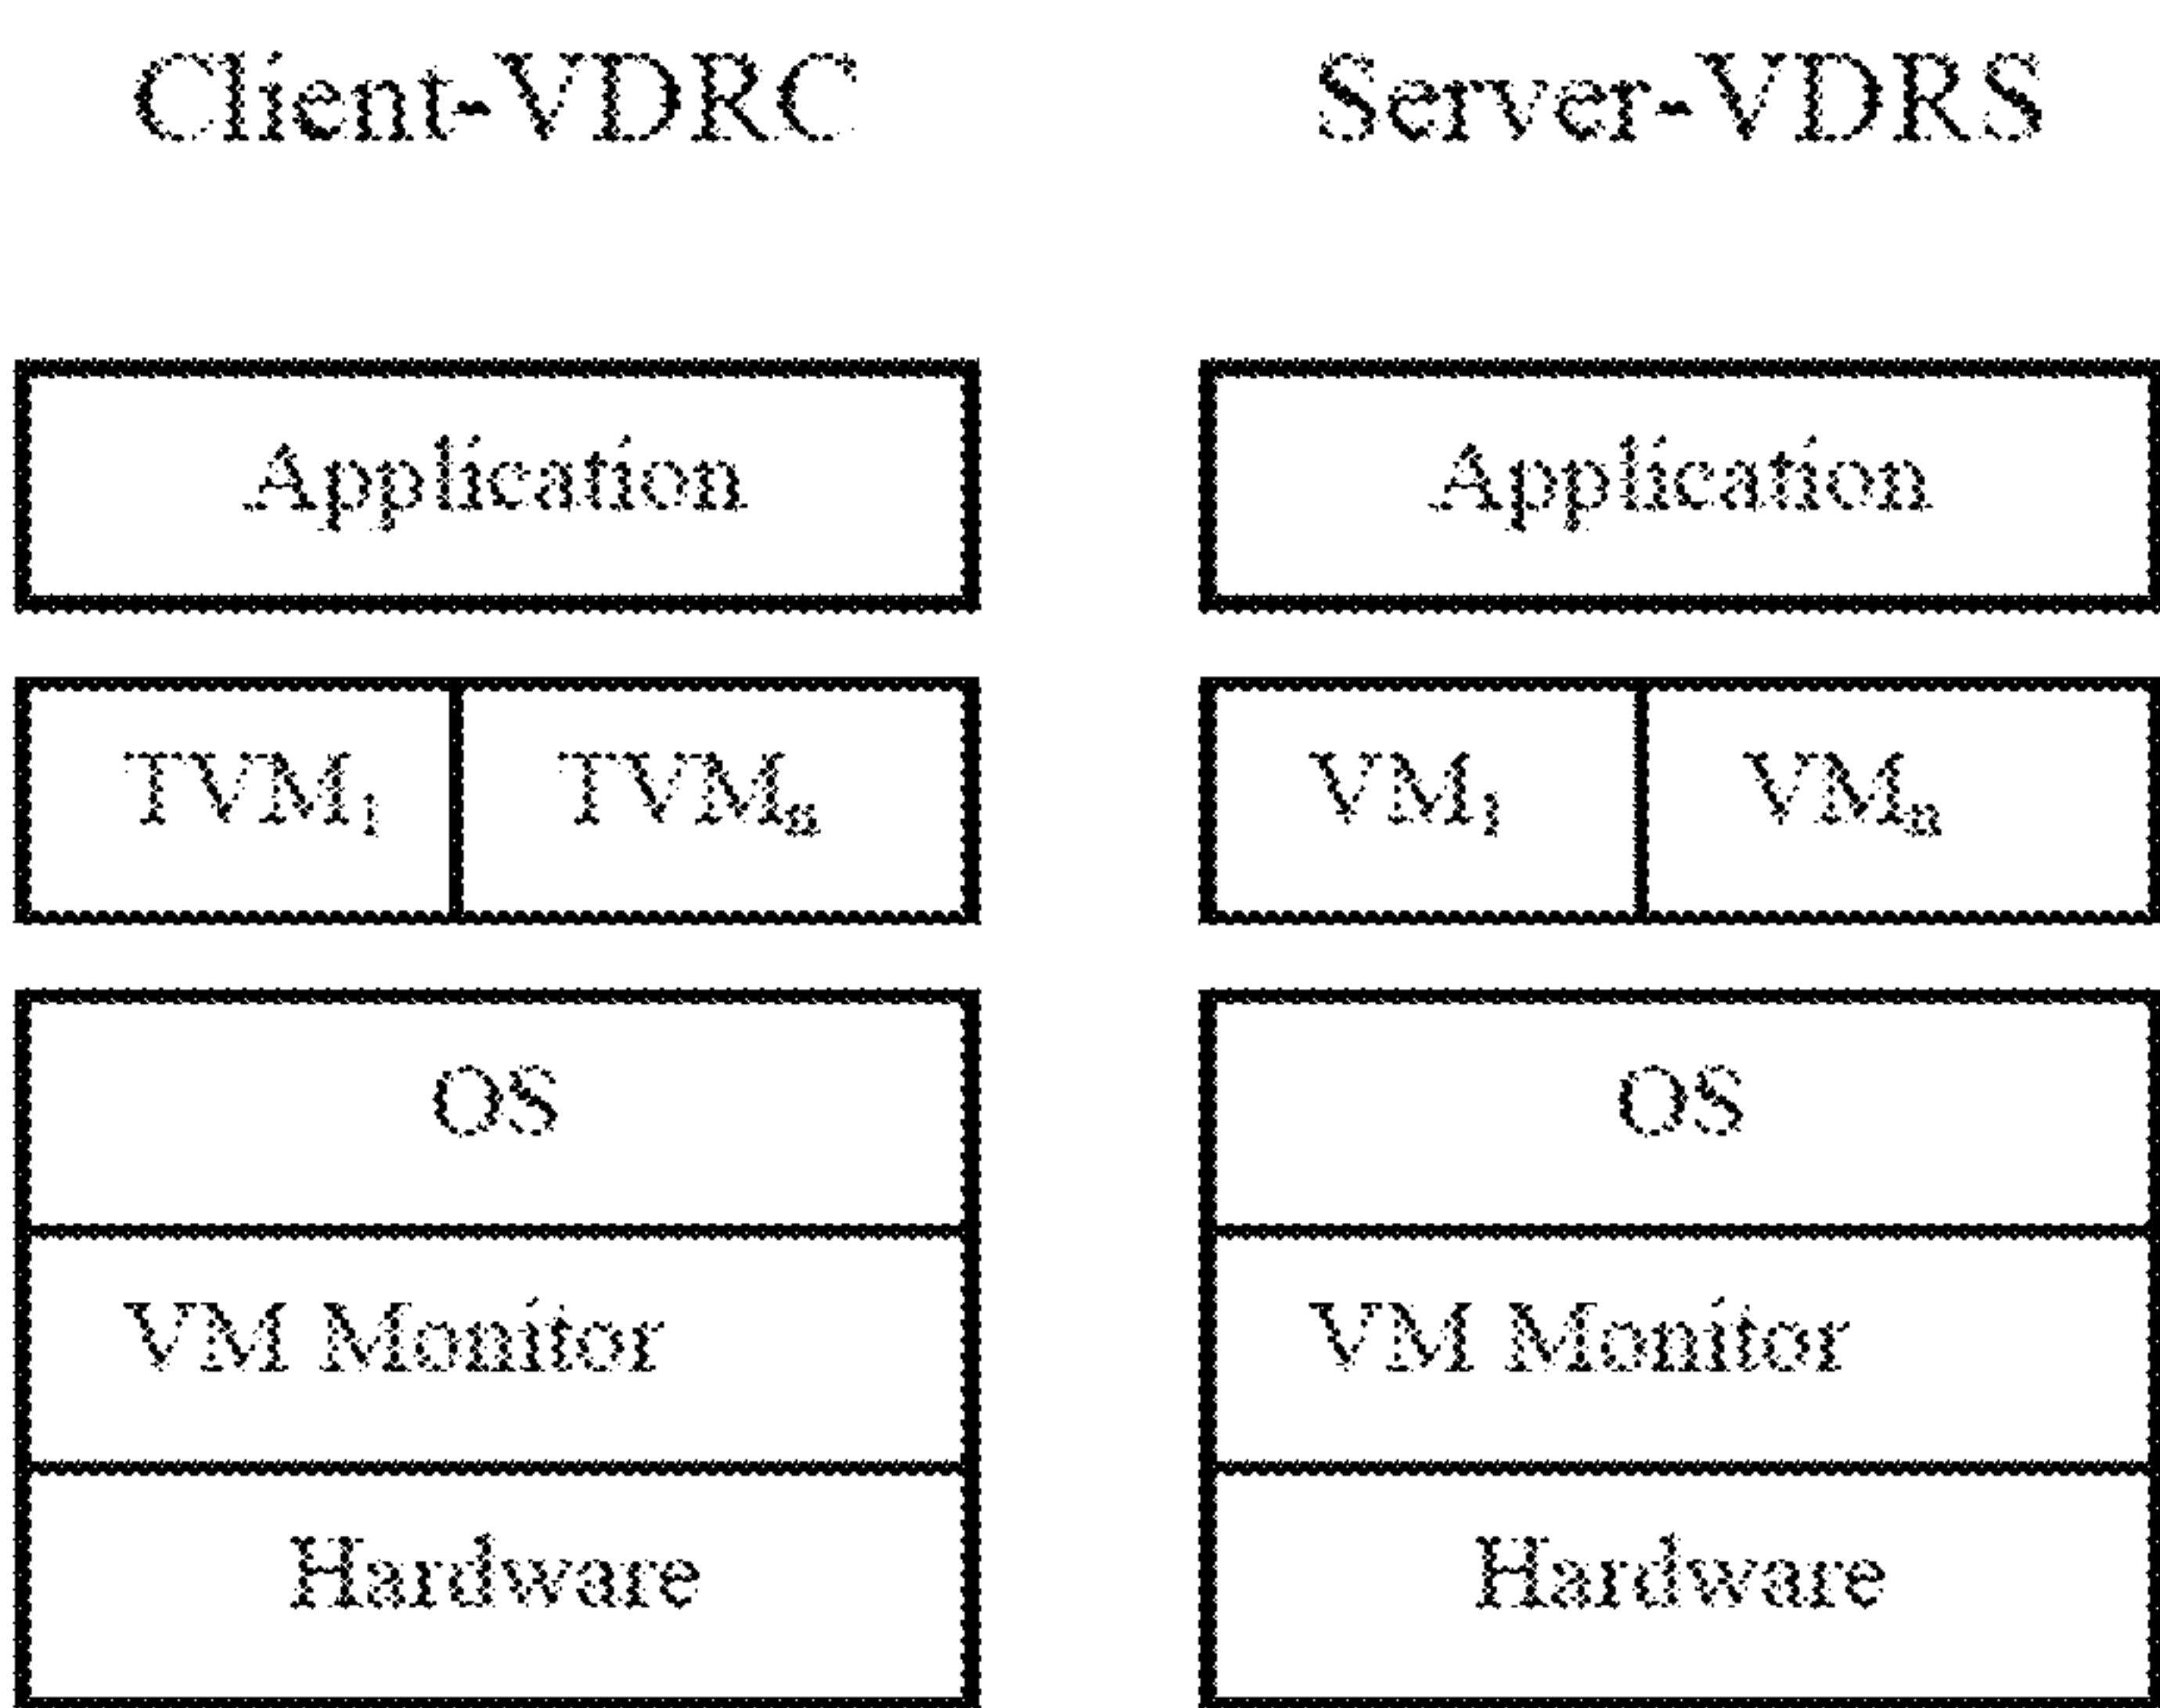 Client-VDRC Server-VDRS
Application Application
TVM₁ TVMₙ VM₁ VMₙ
OS OS
VM Monitor VM Monitor
Hardware Hardware